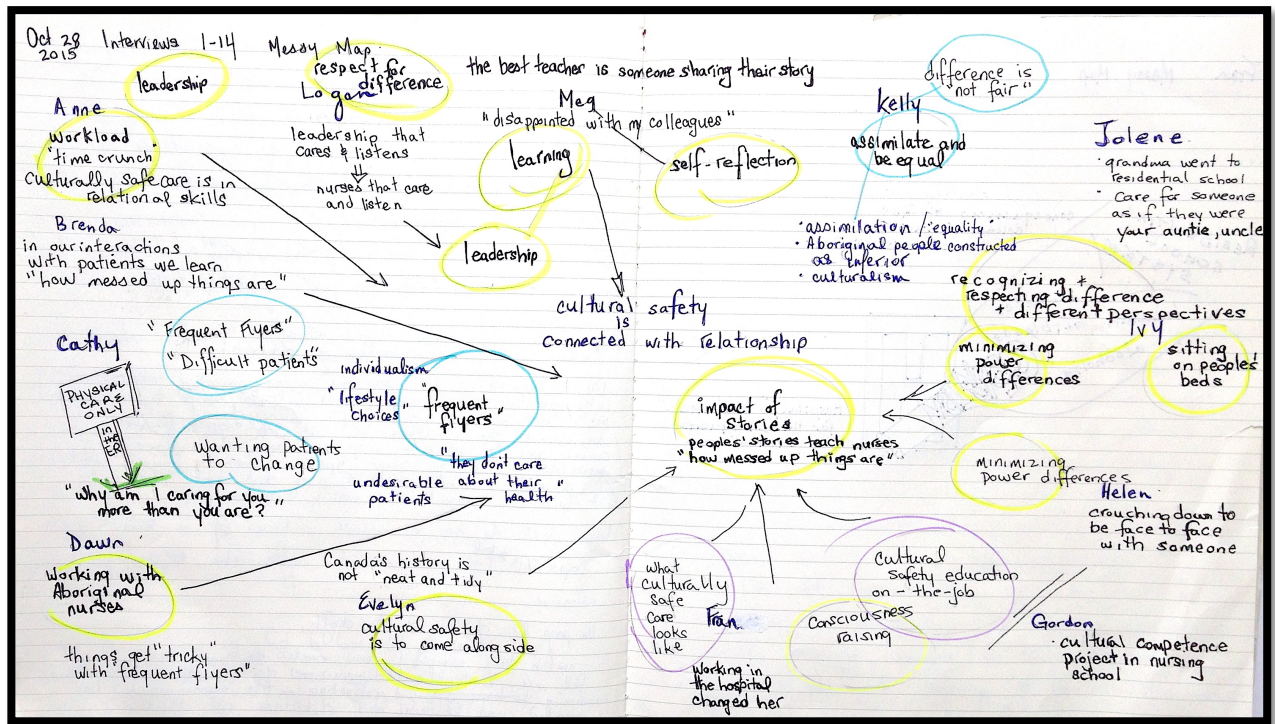 Oct 28
2015
Interviews 1-14
Messy Map
leadership
respect for
difference
Logan
leadership that
cares & listens
⇓
nurses that care
and listen
the best teacher is someone sharing their story
Meg
"disappointed with my colleagues"
learning
self-reflection
leadership
Kelly
difference is
"not fair"
assimilate and
be equal
· assimilation / equality
· Aboriginal people constructed
as inferior
· culturalism
Jolene
· grandma went to
residential school
· care for someone
as if they were
your auntie, uncle
Anne
workload
"time crunch"
culturally safe care is in
relational skills
Brenda
in our interactions
with patients we learn
"how messed up things are"
cultural safety
is
connected with relationship
recognizing +
respecting difference
+ different perspectives
Ivy
minimizing
power
differences
sitting
on peoples'
beds
Cathy
"Frequent Flyers"
"Difficult patients"
PHYSICAL
CARE
ONLY
in
the
ER
wanting patients
to change
"Why am I caring for you
more than you are?"
individualism
"lifestyle
choices"
"frequent
flyers"
"they don't care
about their
health"
undesirable
patients
impact of
stories
peoples' stories teach nurses
"how messed up things are"
minimizing
power differences
Helen
crouching down to
be face to face
with someone
Dawn
working with
Aboriginal
nurses
things get "tricky"
with "frequent flyers"
Canada's history is
not "neat and tidy"
Evelyn
cultural safety
is to come along side
what
culturally
safe
care
looks
like
Fran
working in
the hospital
changed her
Cultural
safety education
on-the-job
Consciousness
raising
Gordon
· cultural competence
project in nursing
school